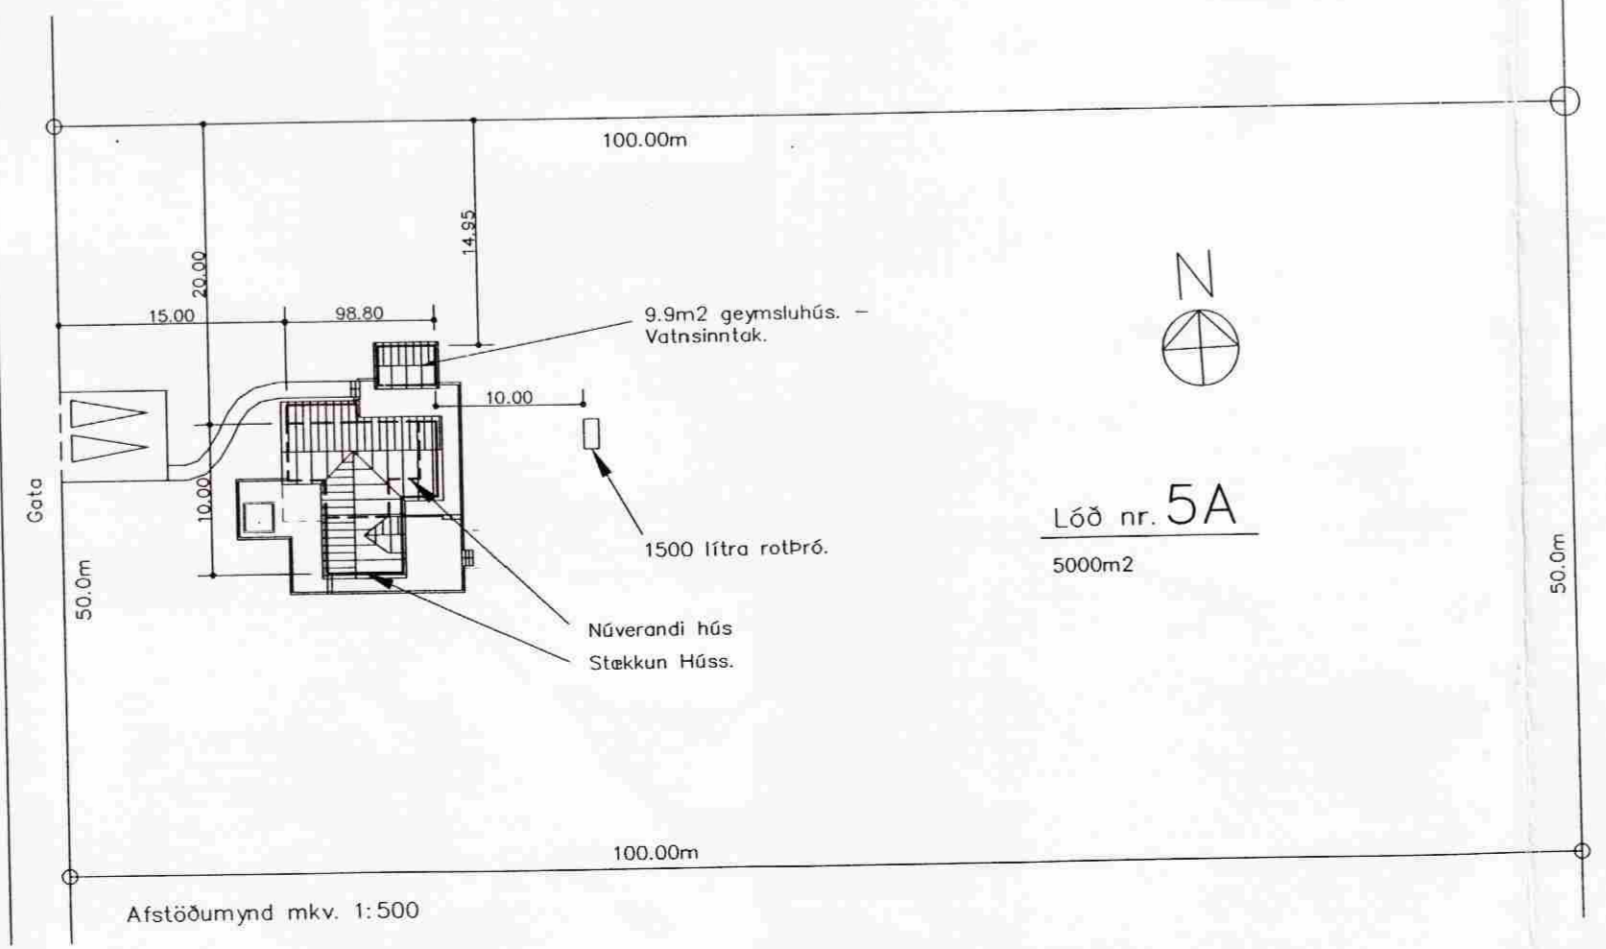 100.00m
14.95
20.00
15.00
98.80
9.9m2 geymsluhús. -
Vatnsinntak.
N
10.00
10.00
Gata
Lóð nr. 5A
5000m2
1500 lítra rotþró.
50.0m
50.0m
Núverandi hús
Stækkun Húss.
100.00m
Afstöðumynd mkv. 1:500